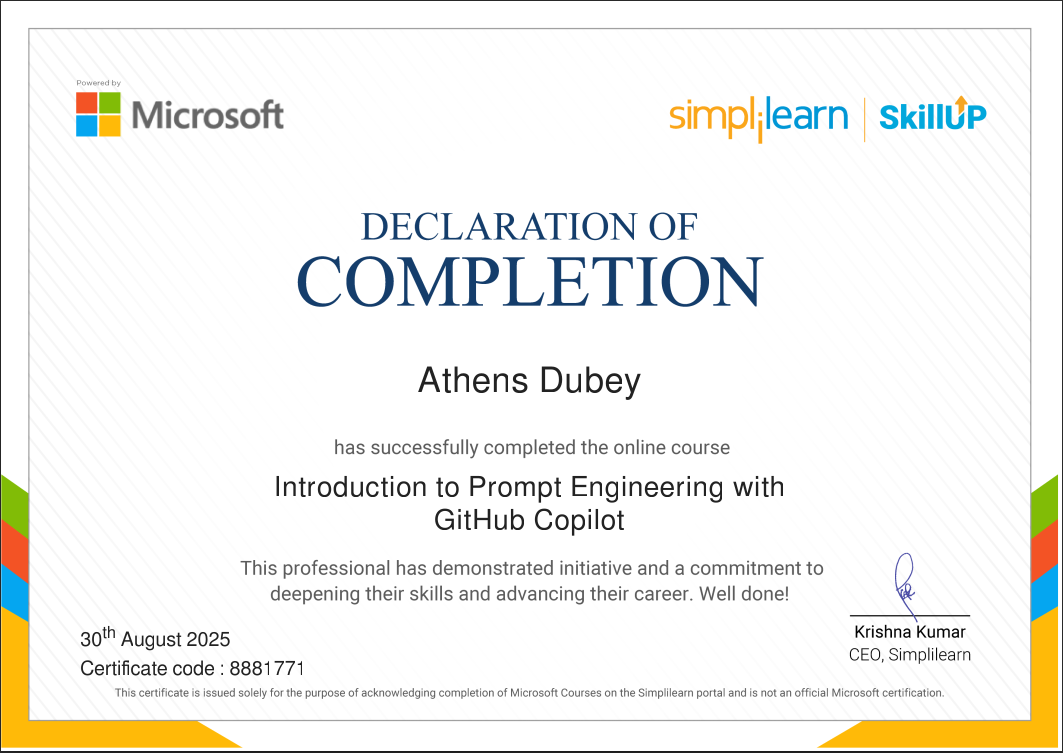 Powered by
Microsoft
simplilearn | SkillUP
DECLARATION OF
COMPLETION
Athens Dubey
has successfully completed the online course
Introduction to Prompt Engineering with
GitHub Copilot
This professional has demonstrated initiative and a commitment to
deepening their skills and advancing their career. Well done!
30th August 2025
Certificate code : 8881771
Krishna Kumar
CEO, Simplilearn
This certificate is issued solely for the purpose of acknowledging completion of Microsoft Courses on the Simplilearn portal and is not an official Microsoft certification.